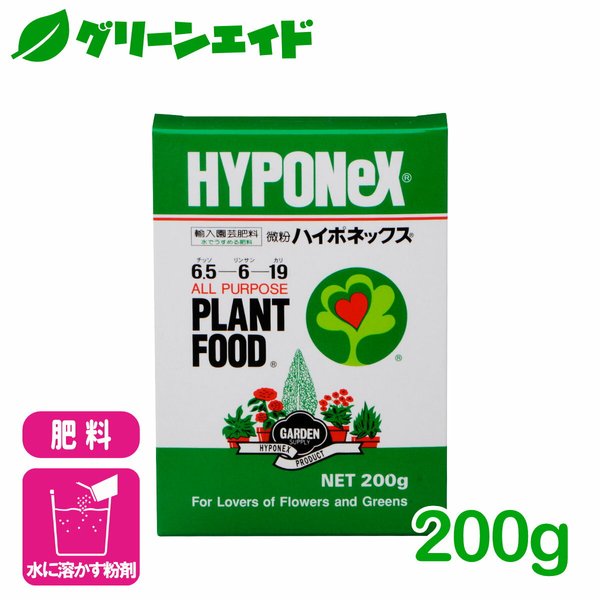 グリーンエイド
HYPONeX®
輸入園芸肥料
水でうすめる肥料
微粉 ハイポネックス®
チッソ リンサン カリ
6.5—6—19
ALL PURPOSE
PLANT
FOOD®
®
GARDEN
SUPPLY
HYPONEX PRODUCT
NET 200g
For Lovers of Flowers and Greens
肥料
水に溶かす粉剤
200g